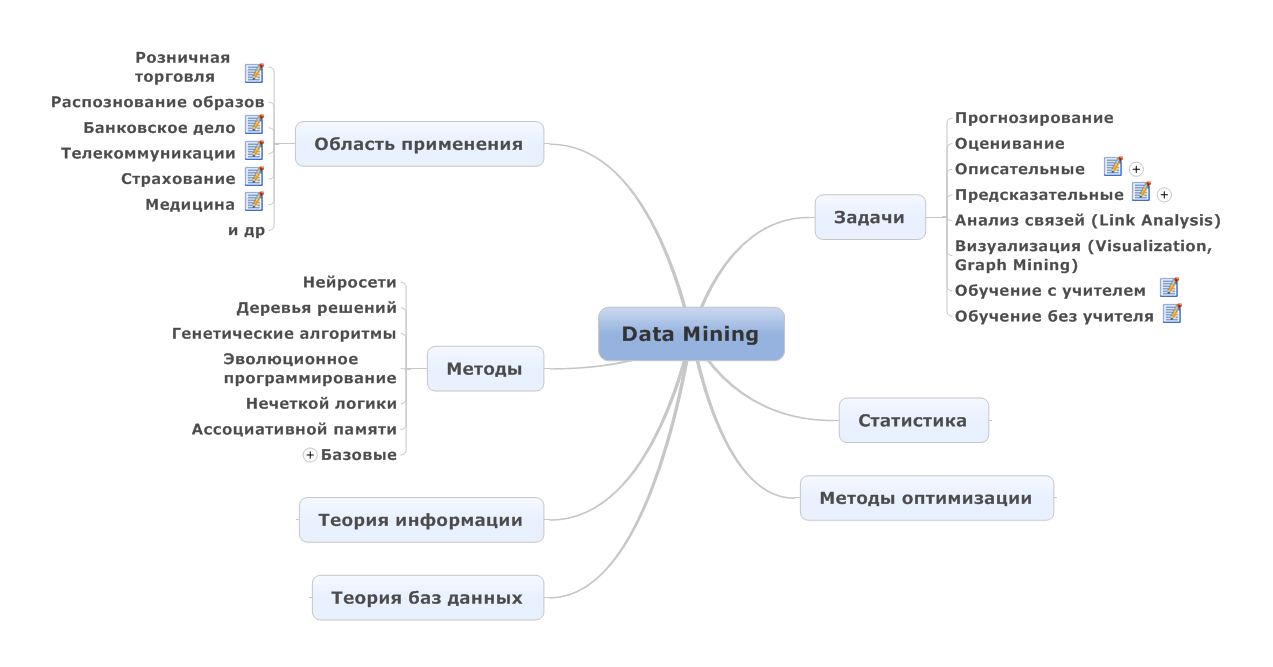 Data Mining
Область применения
Розничная
торговля
Распознование образов
Банковское дело
Телекоммуникации
Страхование
Медицина
и др
Методы
Нейросети
Деревья решений
Генетические алгоритмы
Эволюционное
программирование
Нечеткой логики
Ассоциативной памяти
Базовые
Теория информации
Теория баз данных
Задачи
Прогнозирование
Оценивание
Описательные
Предсказательные
Анализ связей (Link Analysis)
Визуализация (Visualization,
Graph Mining)
Обучение с учителем
Обучение без учителя
Статистика
Методы оптимизации